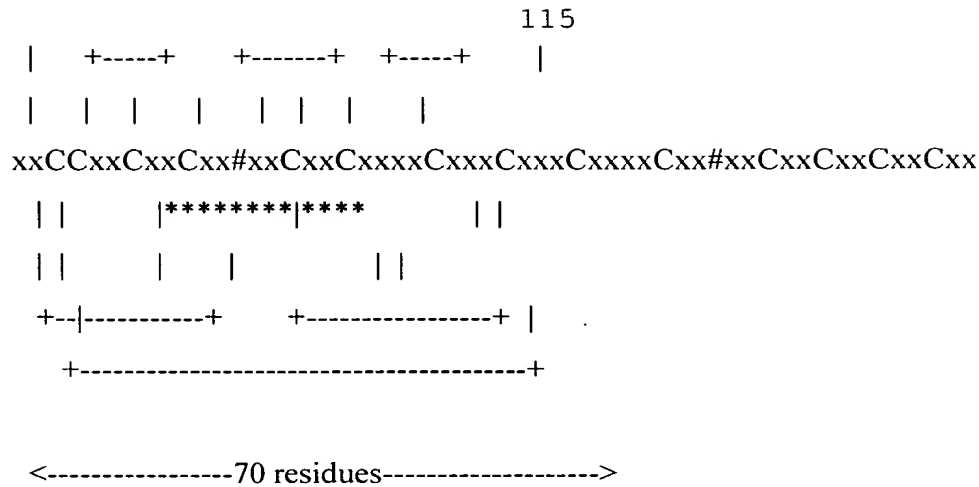 115
| +-----+ +-------+ +-----+ |
| | | | | | | |
xxCCxxCxxCxx#xxCxxCxxxxCxxxCxxxCxxxxCxx#xxCxxCxxCxxCxx
|| |********|**** ||
|| | | ||
+--|-----------+ +-----------------+ |
+---------------------------------------+
<-----------------70 residues-------------------->